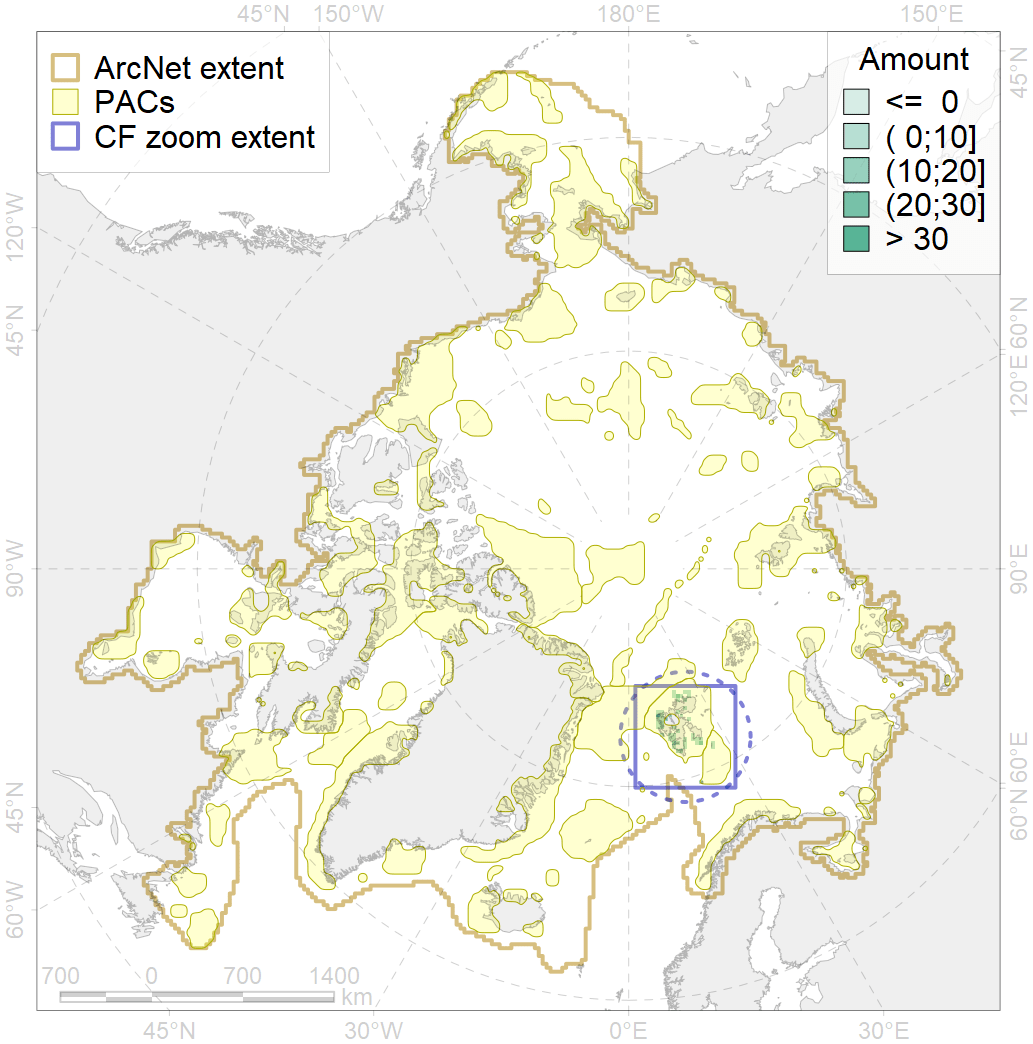 45°N 150°W 180°E 150°E
ArcNet extent
PACs
CF zoom extent
Amount
<= 0
( 0;10]
(10;20]
(20;30]
> 30
45°N
120°W
60°N
45°N
120°E
90°W
90°E
60°E
45°N
60°N
60°W
700 0 700 1400
km
45°N 30°W 0°E 30°E